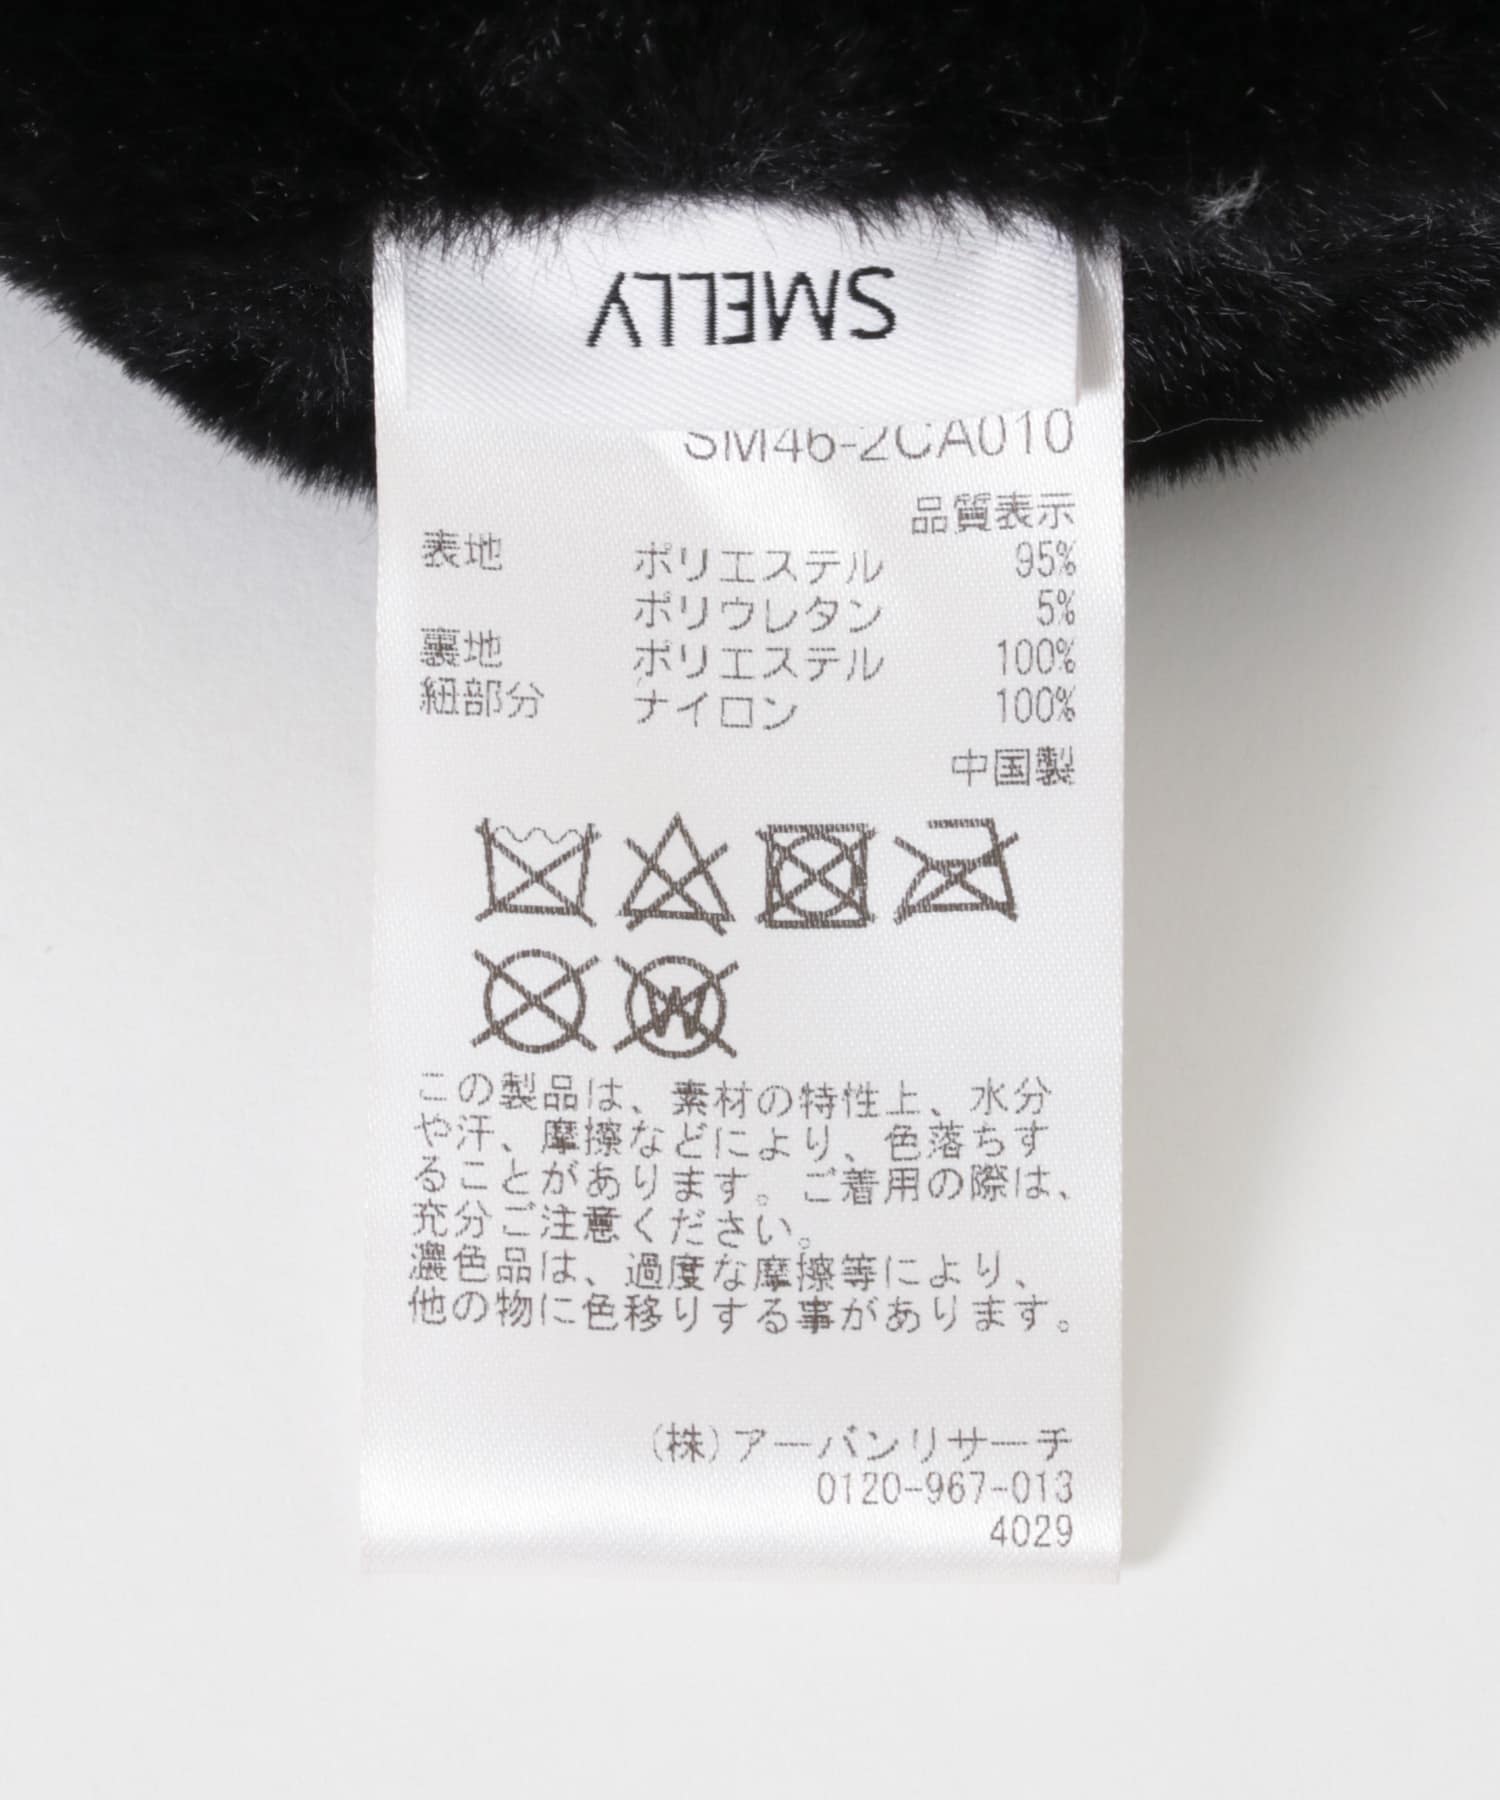 SMELLY
SM46-2CA010
品質表示
表地 ポリエステル 95%
ポリウレタン 5%
裏地 ポリエステル 100%
紐部分 ナイロン 100%
中国製
W
この製品は、素材の特性上、水分
や汗、摩擦などにより、色落ちす
ることがあります。ご着用の際は、
充分ご注意ください。
濃色品は、過度な摩擦等により、
他の物に色移りする事があります。
(株)アーバンリサーチ
0120-967-013
4029